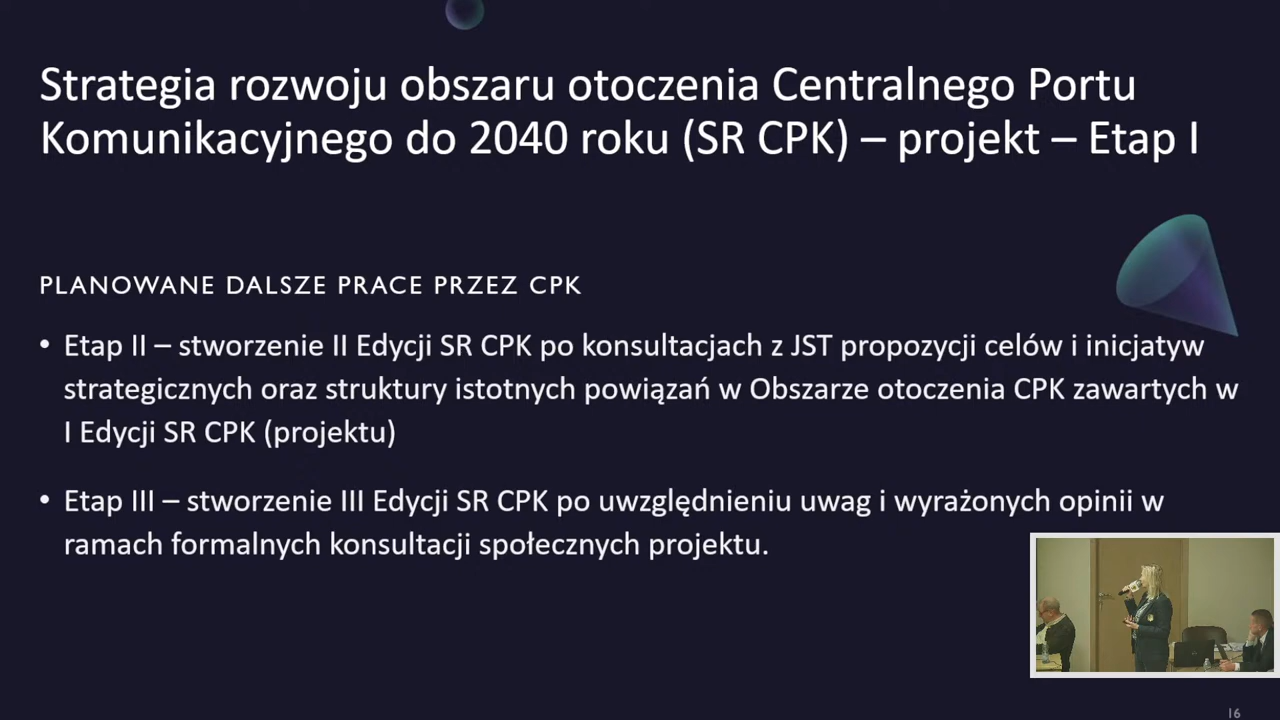 Strategia rozwoju obszaru otoczenia Centralnego Portu
Komunikacyjnego do 2040 roku (SR CPK) – projekt – Etap I
PLANOWANE DALSZE PRACE PRZEZ CPK
• Etap II – stworzenie II Edycji SR CPK po konsultacjach z JST propozycji celów i inicjatyw
strategicznych oraz struktury istotnych powiązań w Obszarze otoczenia CPK zawartych w
I Edycji SR CPK (projektu)
• Etap III – stworzenie III Edycji SR CPK po uwzględnieniu uwag i wyrażonych opinii w
ramach formalnych konsultacji społecznych projektu.
16